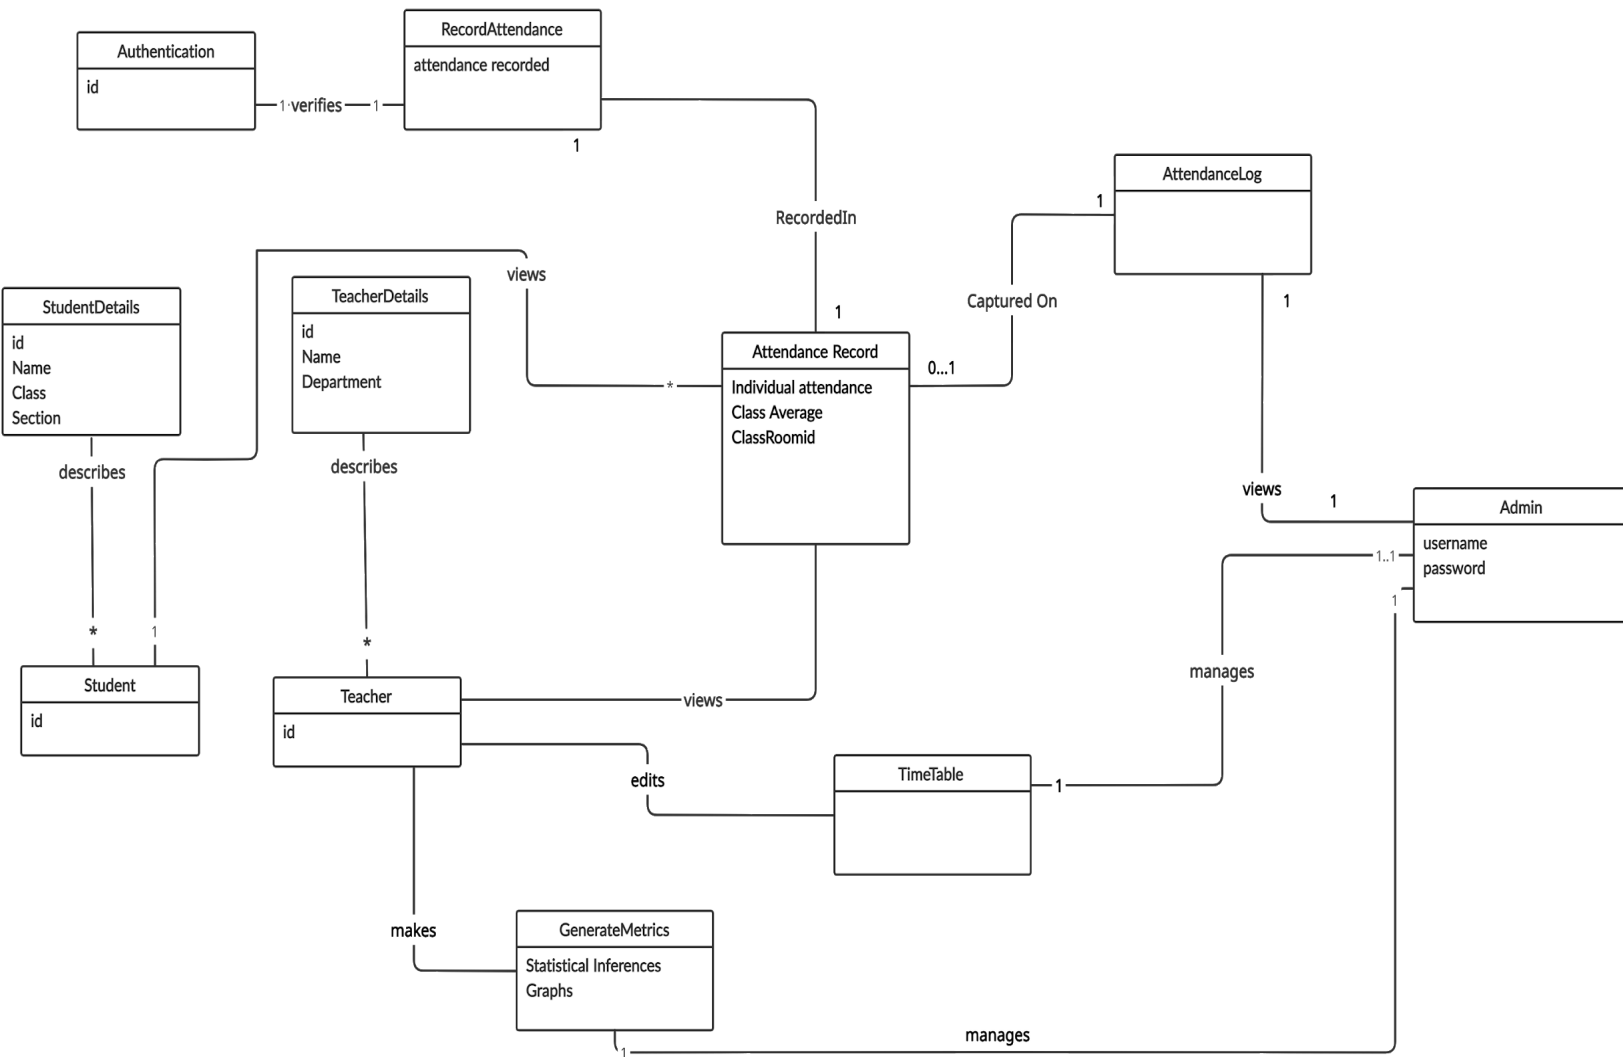 Authentication
id
1
verifies
1
RecordAttendance
attendance recorded
1
RecordedIn
1
AttendanceLog
1
1
Captured On
0...1
views
StudentDetails
id
Name
Class
Section
describes
*
1
TeacherDetails
id
Name
Department
describes
*
*
Attendance Record
Individual attendance
Class Average
ClassRoomid
views
1
Admin
username
password
1..1
1
manages
Student
id
Teacher
id
views
edits
TimeTable
1
makes
GenerateMetrics
Statistical Inferences
Graphs
1
manages